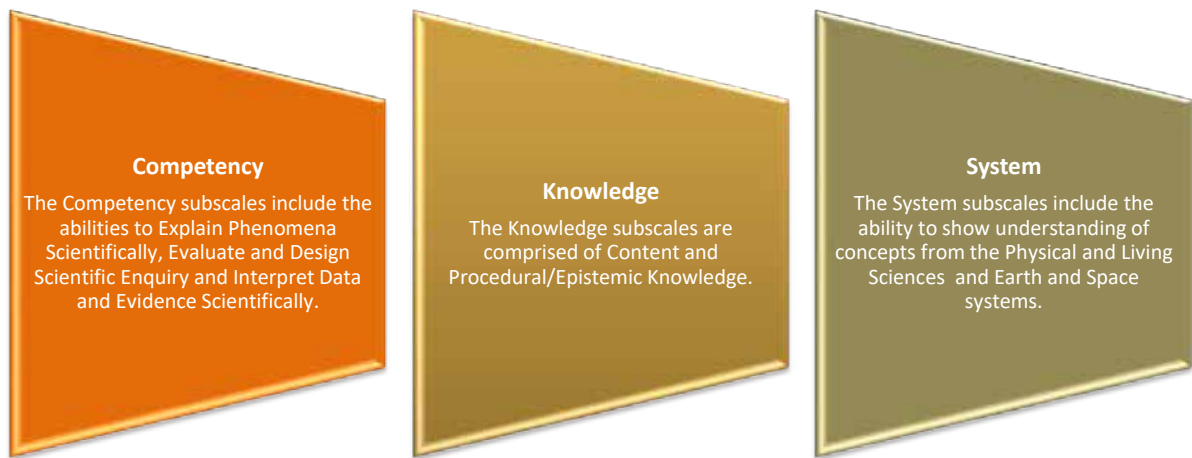 Competency
The Competency subscales include the
abilities to Explain Phenomena
Scientifically, Evaluate and Design
Scientific Enquiry and Interpret Data
and Evidence Scientifically.
Knowledge
The Knowledge subscales are
comprised of Content and
Procedural/Epistemic Knowledge.
System
The System subscales include the
ability to show understanding of
concepts from the Physical and Living
Sciences and Earth and Space
systems.